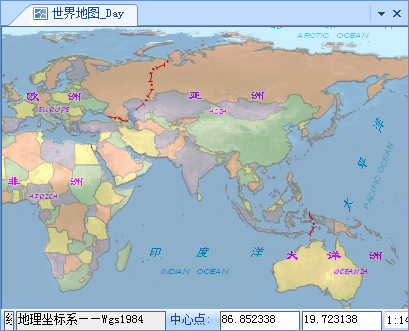 世界地图_Day
ARCTIC OCEAN
欧 洲
EUROPE
亚 洲
ASIA
太 平 洋
PACIFIC OCEAN
非 洲
AFRICA
印 度 洋
INDIAN OCEAN
大 洋 洲
OCEANIA
地理坐标系——Wgs1984 中心点: 86.852338 19.723138 1:14